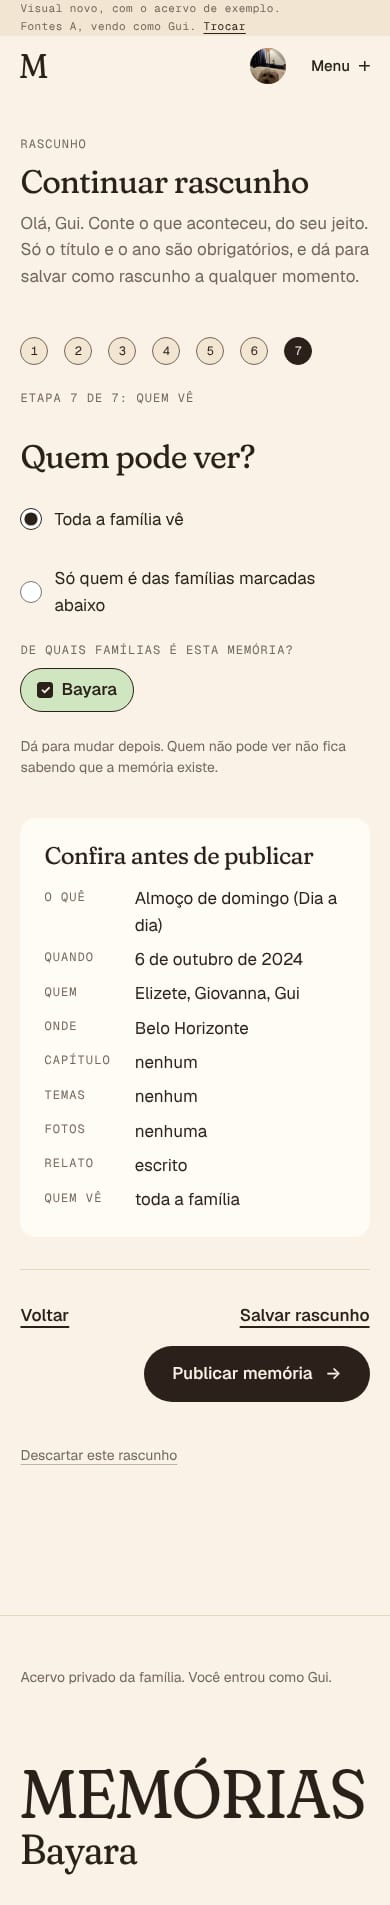 Visual novo, com o acervo de exemplo.
Fontes A, vendo como Gui. Trocar
M
Menu +
RASCUNHO
Continuar rascunho
Olá, Gui. Conte o que aconteceu, do seu jeito.
Só o título e o ano são obrigatórios, e dá para
salvar como rascunho a qualquer momento.
1 2 3 4 5 6 7
ETAPA 7 DE 7: QUEM VÊ
Quem pode ver?
Toda a família vê
Só quem é das famílias marcadas
abaixo
DE QUAIS FAMÍLIAS É ESTA MEMÓRIA?
Bayara
Dá para mudar depois. Quem não pode ver não fica
sabendo que a memória existe.
Confira antes de publicar
O QUÊ Almoço de domingo (Dia a
dia)
QUANDO 6 de outubro de 2024
QUEM Elizete, Giovanna, Gui
ONDE Belo Horizonte
CAPÍTULO nenhum
TEMAS nenhum
FOTOS nenhuma
RELATO escrito
QUEM VÊ toda a família
Voltar Salvar rascunho
Publicar memória →
Descartar este rascunho
Acervo privado da família. Você entrou como Gui.
MEMÓRIAS
Bayara